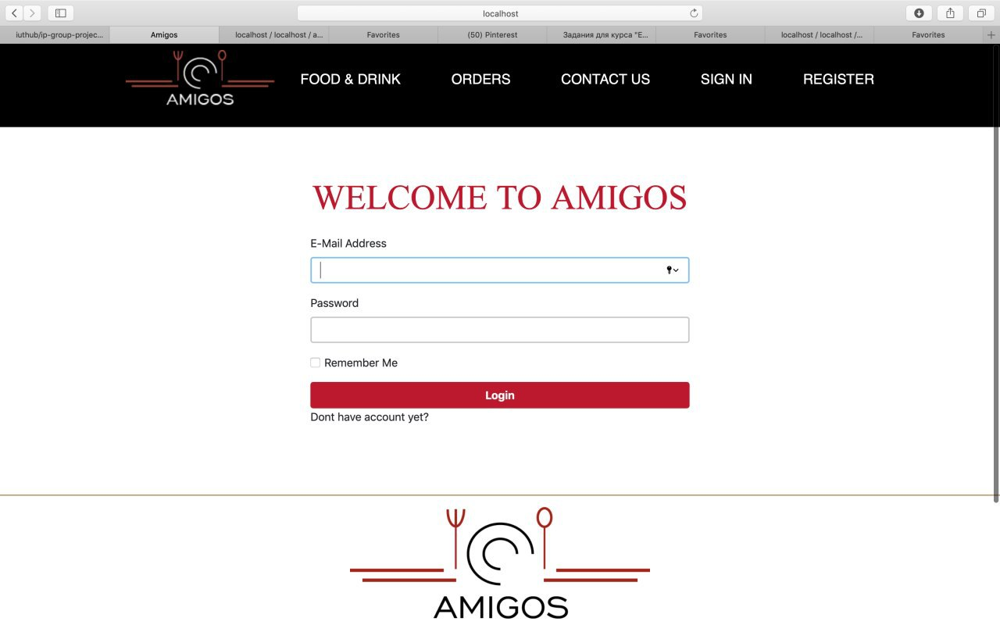 localhost
iuthub/ip-group-projec... Amigos localhost / localhost / a... Favorites (50) Pinterest Задания для курса "E... Favorites localhost / localhost /... Favorites
AMIGOS
FOOD & DRINK ORDERS CONTACT US SIGN IN REGISTER
WELCOME TO AMIGOS
E-Mail Address
Password
Remember Me
Login
Dont have account yet?
AMIGOS